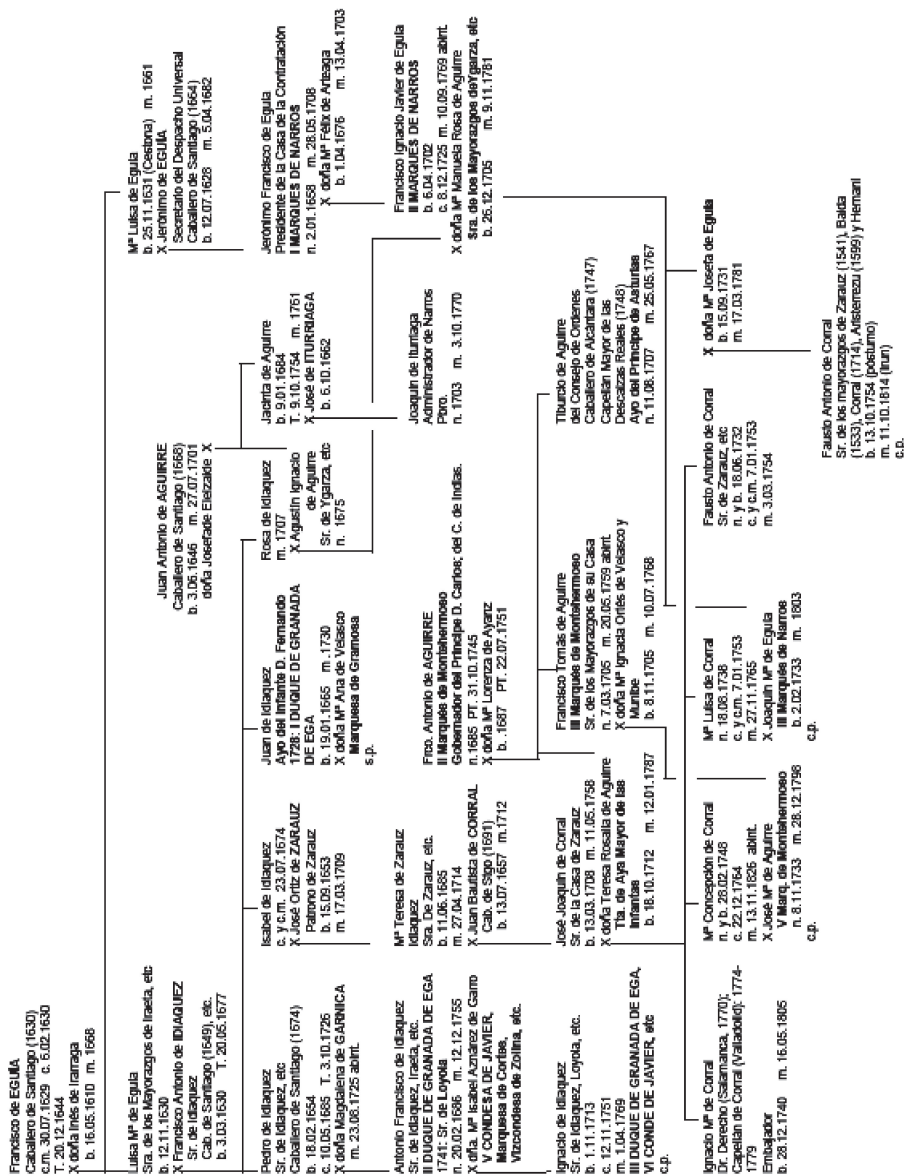 Francisco de EGUÍA
Caballero de Santiago (1630)
c.m. 30.07.1629 c. 6.02.1630
T. 20.12.1644
X doña Inés de Irarraga
b. 16.05.1610 m. 1668
Luisa Mª de Eguía
Sra. de los Mayorazgos de Iraeta, etc
b. 12.11.1630
X Francisco Antonio de IDIAQUEZ
Sr. de Idiaquez
Cab. de Santiago (1649), etc.
b. 3.03.1630 T. 20.05.1677
Mª Luisa de Eguía
b. 25.11.1631 (Cestona) m. 1661
X Jerónimo de EGUÍA
Secretario del Despacho Universal
Caballero de Santiago (1664)
b. 12.07.1628 m. 5.04.1682
Juan Antonio de AGUIRRE
Caballero de Santiago (1668)
b. 3.06.1646 m. 27.07.1701
doña Josefade Eleizalde X
Pedro de Idiaquez
Sr. de Idiaquez, etc
Caballero de Santiago (1674)
b. 18.02.1654
c. 10.05.1685 T. 3.10.1726
X doña Magdalena de GARNICA
m. 23.08.1725 abint.
Isabel de Idiaquez
c. y c.m. 23.07.1674
X José Ortiz de ZARAUZ
Patrono de Zarauz
b. 15.09.1653
m. 17.03.1709
Juan de Idiaquez
Ayo del Infante D. Fernando
1728: I DUQUE DE GRANADA
DE EGA
b. 19.01.1665 m.1730
X doña Mª Ana de Velasco
Marquesa de Gramosa
s.p.
Rosa de Idiaquez
m. 1707
X Agustín Ignacio
de Aguirre
Sr. de Ygarza, etc
n. 1675
Jacinta de Aguirre
b. 9.01.1684
T. 9.10.1754 m. 1761
X José de ITURRIAGA
b. 6.10.1662
Jerónimo Francisco de Eguía
Presidente de la Casa de la Contratación
I MARQUES DE NARROS
n. 2.01.1658 m. 28.05.1708
X doña Mª Félix de Arteaga
b. 1.04.1676 m. 13.04.1703
Antonio Francisco de Idiaquez
Sr. de Idiaquez, Iraeta, etc.
II DUQUE DE GRANADA DE EGA
1741: Sr. de Loyola
n. 20.02.1686 m. 12.12.1755
X dña. Mª Isabel Aznárez de Garro
V CONDESA DE JAVIER,
Marquesa de Cortes,
Vizcondesa de Zolina, etc.
Mª Teresa de Zarauz
Idiaquez
Sra. De Zarauz, etc.
b. 11.06.1685
m. 27.04.1714
X Juan Bautista de CORRAL
Cab. de Stgo (1691)
b. 13.07.1657 m.1712
Frco. Antonio de AGUIRRE
II Marqués de Montehermoso
Gobernador del Príncipe D. Carlos; del C. de Indias.
n.1685 PT. 31.10.1745
X doña Mª Lorenza de Ayanz
b. 1687 PT. 22.07.1751
Joaquín de Iturriaga
Administrador de Narros
Pbro.
n. 1703 m. 3.10.1770
Francisco Ignacio Javier de Eguía
II MARQUÉS DE NARROS
b. 6.04.1702
c. 8.12.1725 m. 10.09.1769 abint
X doña Mª Manuela Rosa de Aguirre
Sra. de los Mayorazgos deYgarza, etc
b. 26.12.1705 m. 9.11.1781
Ignacio de Idiaquez
Sr. de Idiaquez, Loyola, etc.
b. 1.11.1713
c. 12.11.1751
m. 1.04.1769
III DUQUE DE GRANADA DE EGA,
VI CONDE DE JAVIER, etc
c.p.
José Joaquín de Corral
Sr. de la Casa de Zarauz
b. 13.03.1708 m. 11.05.1758
X doña Teresa Rosalía de Aguirre
Tta. de Aya Mayor de las
Infantas
b. 18.10.1712 m. 12.01.1787
Francisco Tomás de Aguirre
III Marqués de Montehermoso
Sr. de los Mayorazgos de su Casa
n. 7.03.1705 m. 20.05.1759 abint.
X doña Mª Ignacia Ortés de Velasco y
Munibe
b. 8.11.1705 m. 10.07.1768
Tiburcio de Aguirre
del Consejo de Ordenes
Caballero de Alcántara (1747)
Capellán Mayor de las
Descalzas Reales (1748)
Ayo del Príncipe de Asturias
n. 11.08.1707 m. 25.05.1767
Ignacio Mª de Corral
Dr. Derecho (Salamanca, 1770);
Capellán de Corral (Valladolid): 1774-
1779
Embajador
b. 28.12.1740 m. 16.05.1805
Mª Concepción de Corral
n. y b. 28.02.1748
c. 22.12.1764
m. 13.11.1826 abint.
X José Mª de Aguirre
V Marq. de Montehermoso
n. 8.11.1733 m. 28.12.1798
c.p.
Mª Luisa de Corral
n. 18.08.1738
c. y c.m. 7.01.1753
m. 27.11.1765
X Joaquín Mª de Eguía
III Marqués de Narros
b. 2.02.1733 m. 1803
c.p.
Fausto Antonio de Corral
Sr. de Zarauz, etc
n. y b. 18.06.1732
c. y c.m. 7.01.1753
m. 3.03.1754
X doña Mª Josefa de Eguía
b. 15.09.1731
m. 17.03.1781
Fausto Antonio de Corral
Sr. de los mayorazgos de Zarauz (1541), Balda
(1533), Corral (1714), Aristerrezu (1599) y Hernani
b. 13.10.1754 (póstumo)
m. 11.10.1814 (Irun)
c.p.